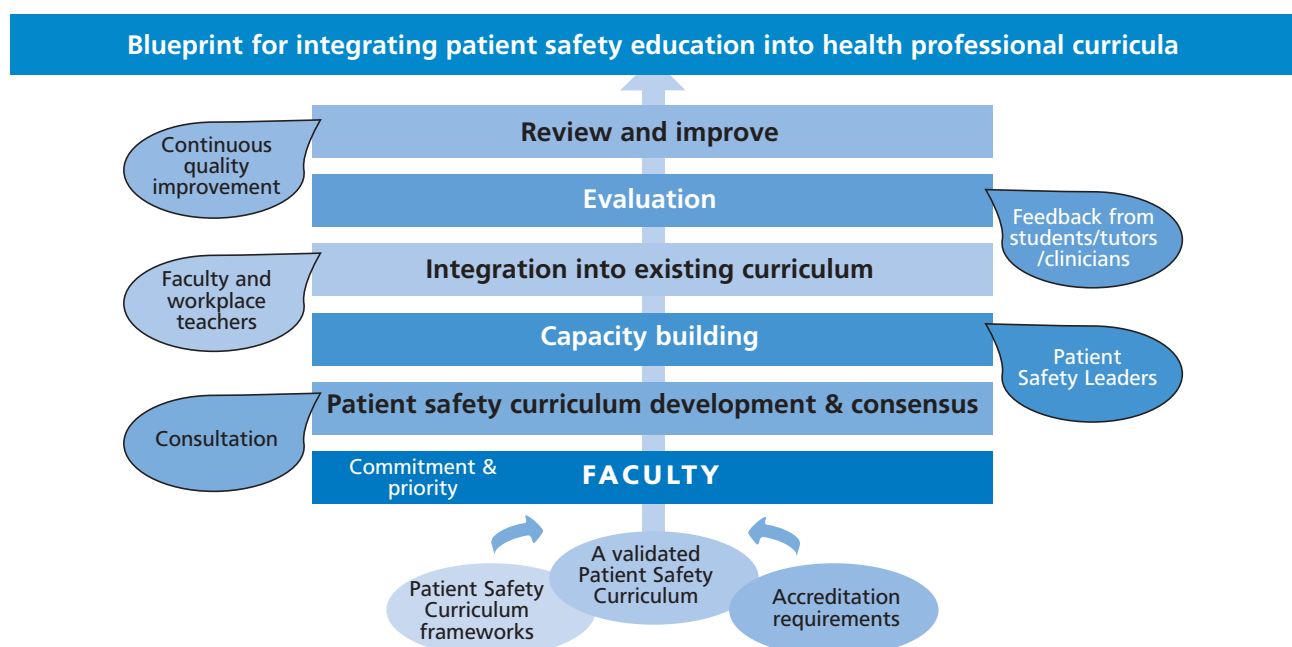 Blueprint for integrating patient safety education into health professional curricula
Review and improve
Continuous
quality
improvement
Evaluation
Feedback from
students/tutors
/clinicians
Integration into existing curriculum
Faculty and
workplace
teachers
Capacity building
Patient
Safety Leaders
Patient safety curriculum development & consensus
Consultation
Commitment &
priority
FACULTY
A validated
Patient Safety
Curriculum
Patient Safety
Curriculum
frameworks
Accreditation
requirements